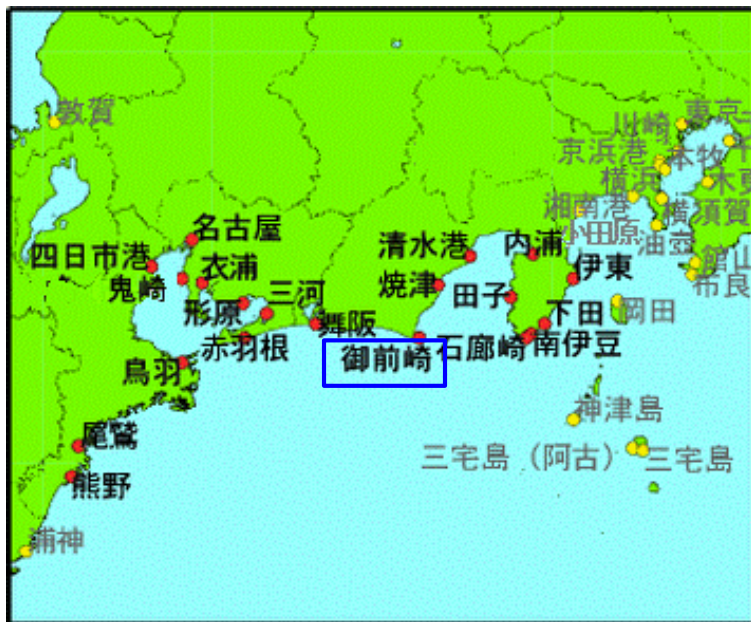 敦賀
東京
川崎
京浜港
本牧
横浜
木更
湘南港
横須賀
小田原
油壺
館山
布良
名古屋
四日市港
鬼崎
衣浦
清水港
内浦
伊東
焼津
田子
岡田
形原
三河
舞阪
下田
赤羽根
御前崎
石廊崎
南伊豆
鳥羽
神津島
尾鷲
三宅島（阿古）
三宅島
熊野
浦神